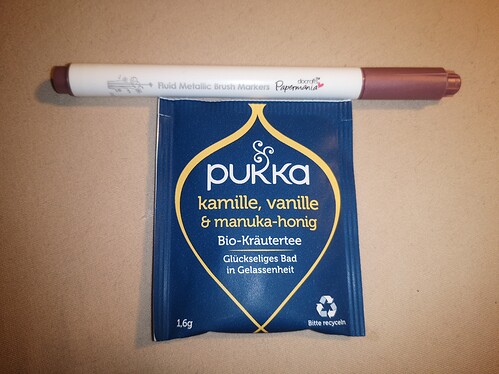 Fluid Metallic Brush Markers
docrafts
Papermania
pukka
kamille, vanille
& manuka-honig
Bio-Kräutertee
Glückseliges Bad
in Gelassenheit
1,6g
Bitte recyceln